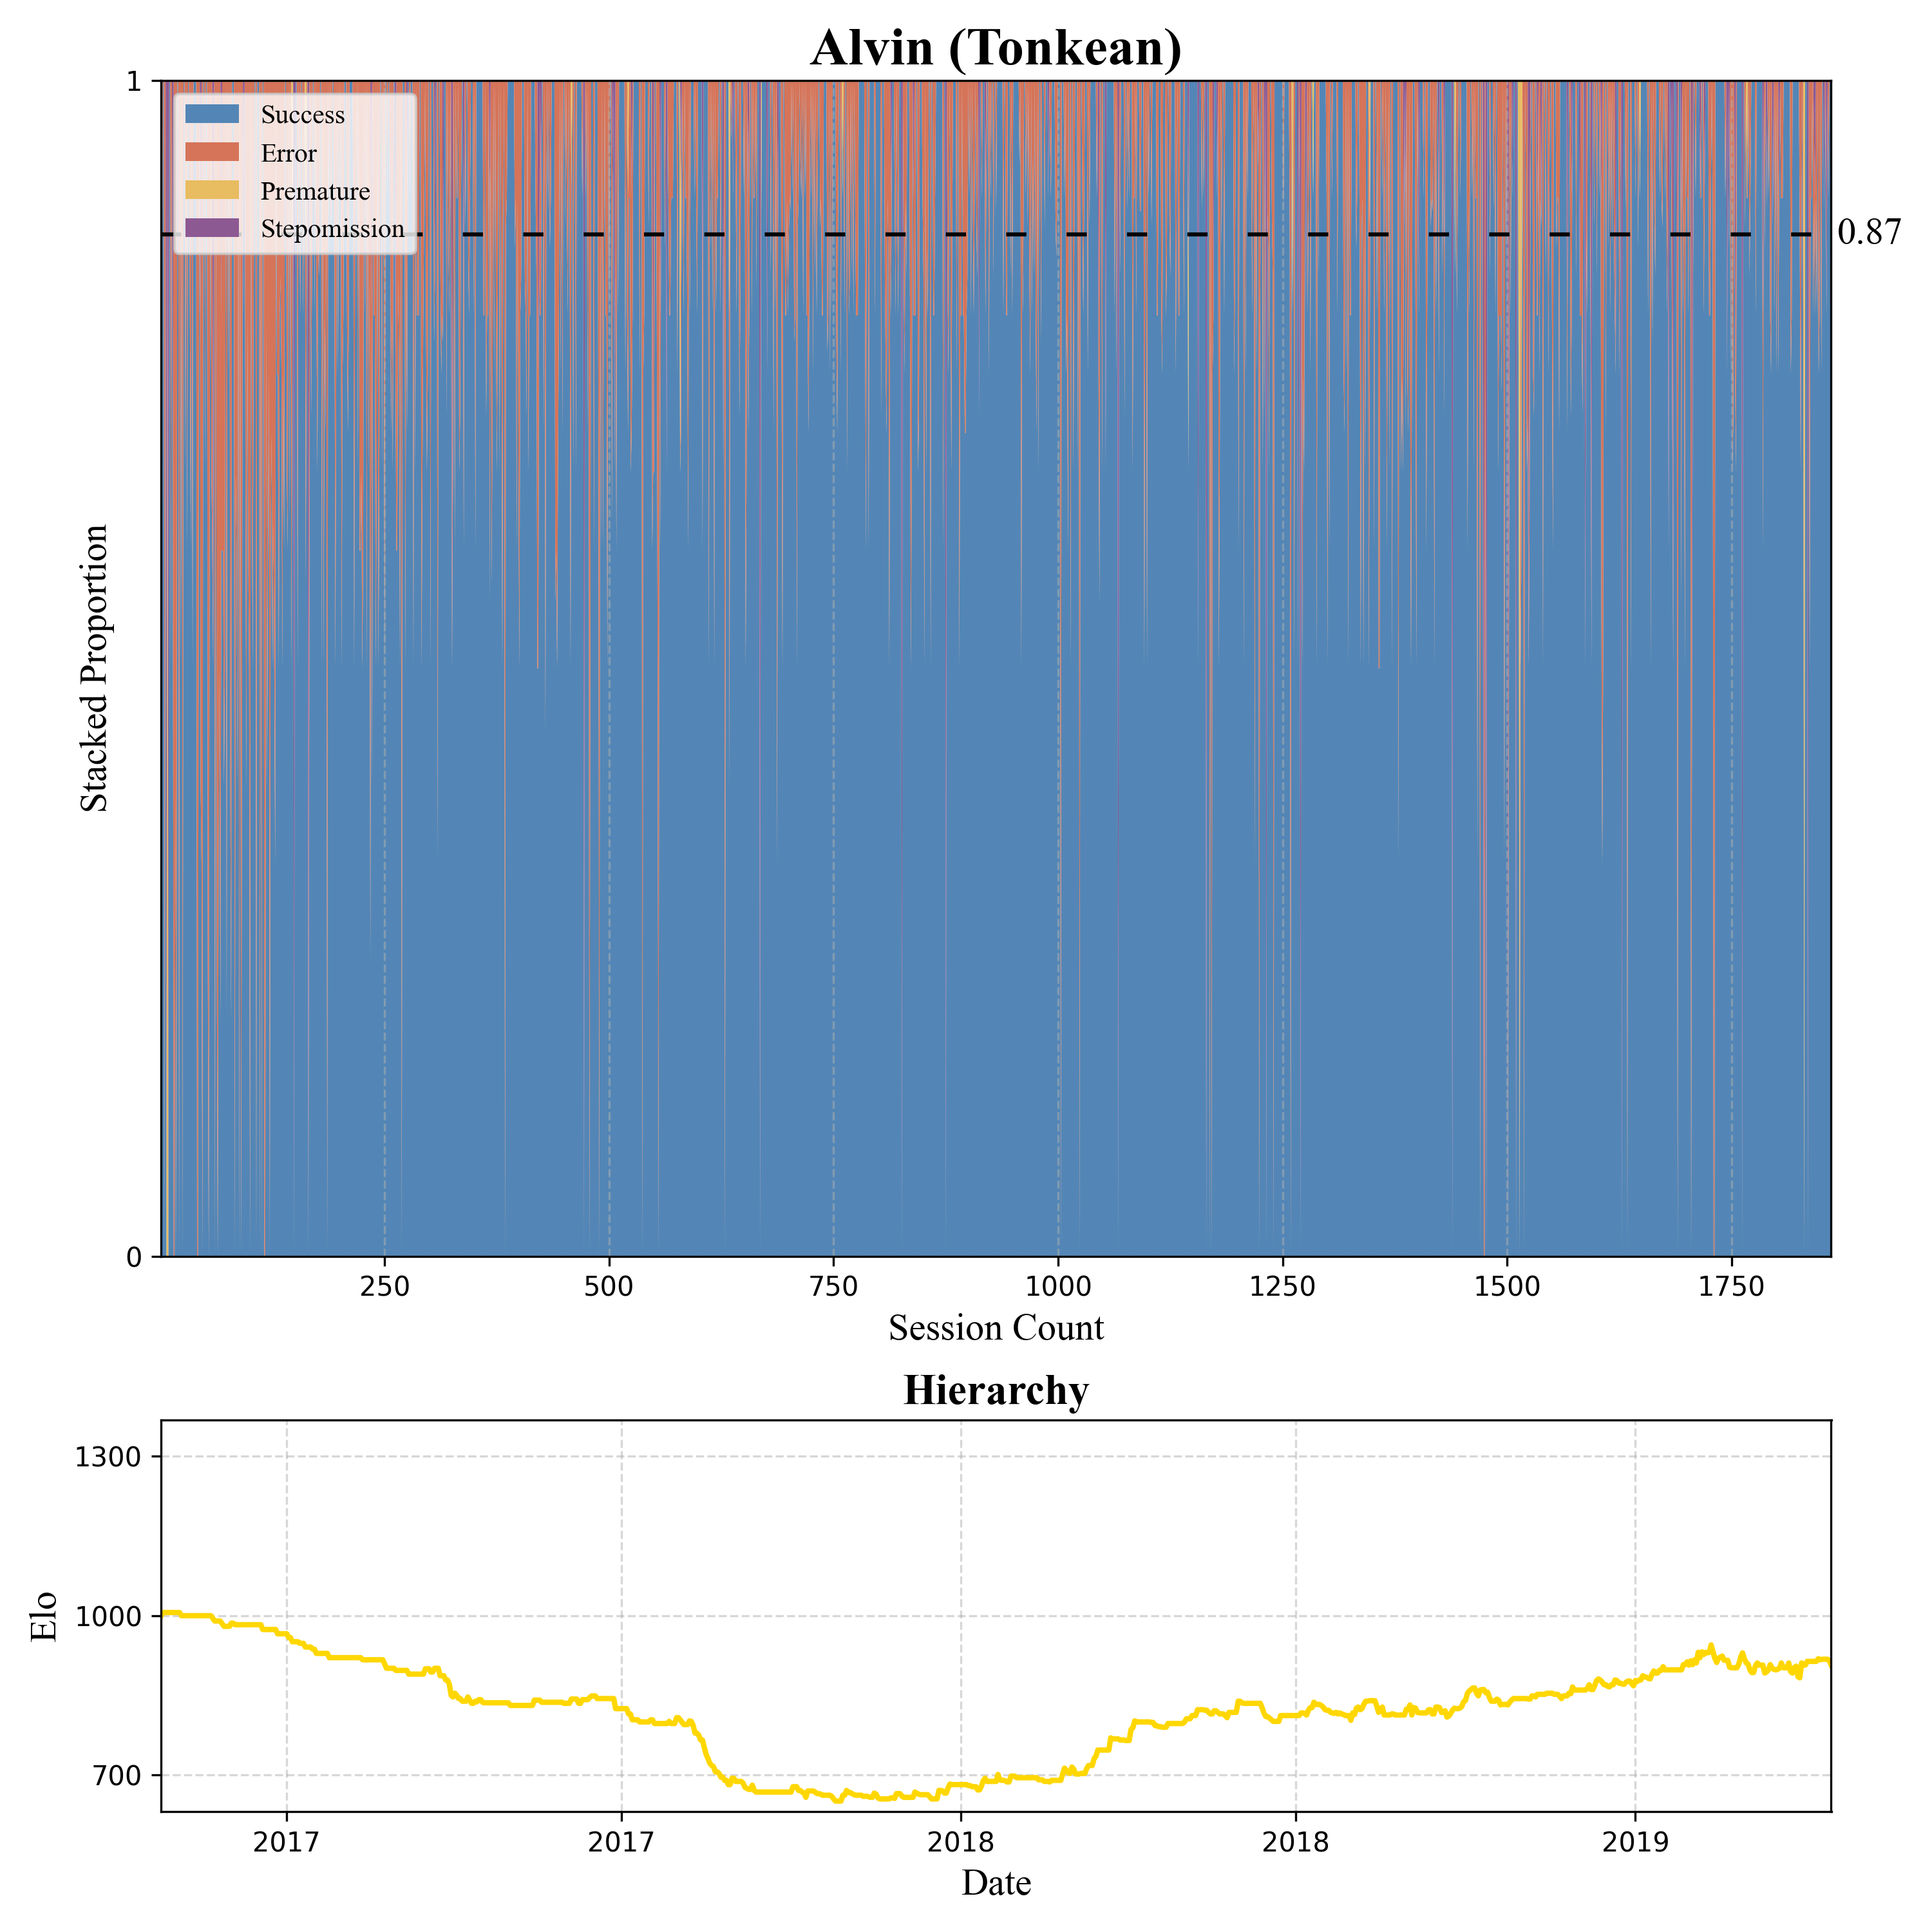 Alvin (Tonkean)
1
Success
Error
Premature
Stepomission
0.87
Stacked Proportion
0
250 500 750 1000 1250 1500 1750
Session Count
Hierarchy
1300
1000
700
Elo
2017 2017 2018 2018 2019
Date